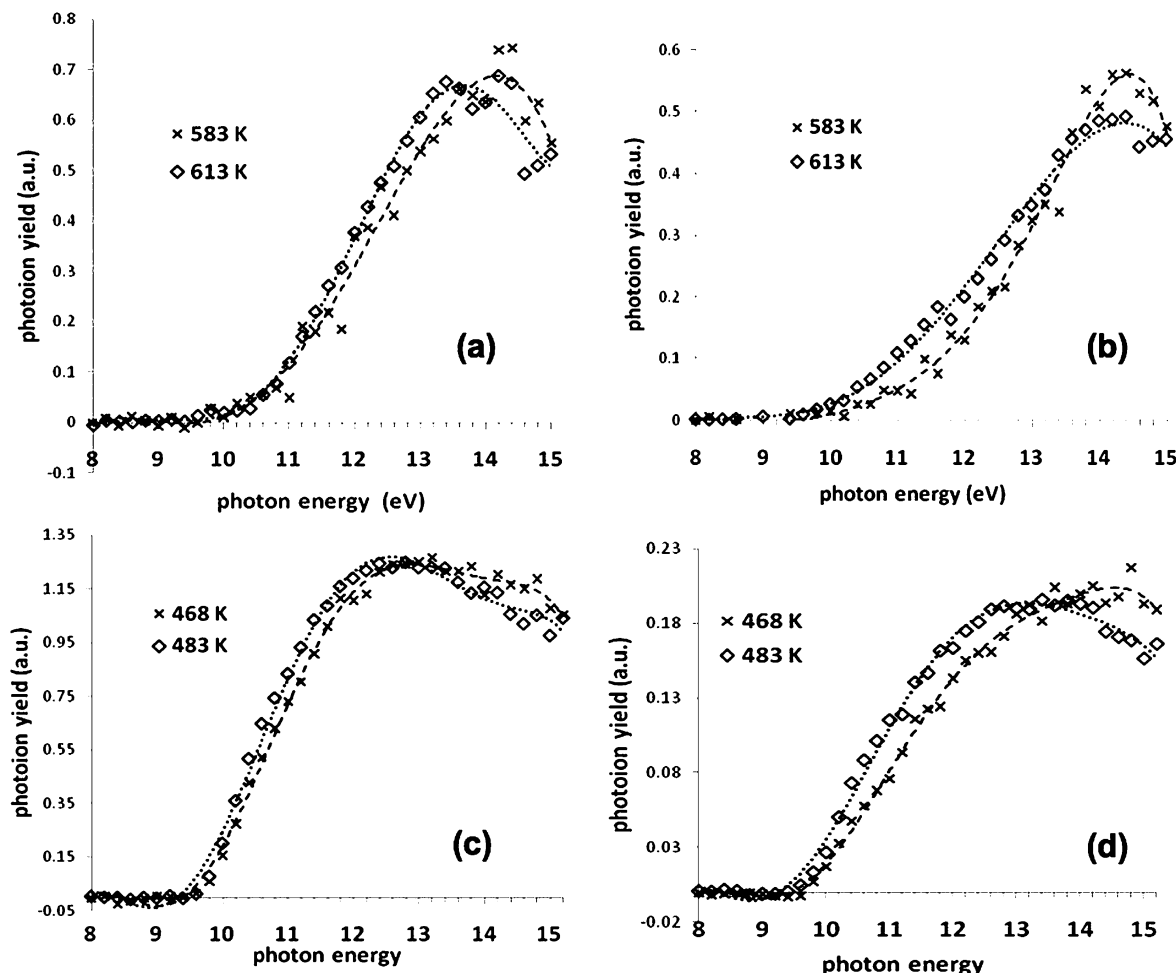 0.8
0.7
0.6
0.5
0.4
0.3
0.2
0.1
0
-0.1
photoion yield (a.u.)
× 583 K
◇ 613 K
(a)
8 9 10 11 12 13 14 15
photon energy (eV)
0.6
0.5
0.4
0.3
0.2
0.1
0
photoion yield (a.u.)
× 583 K
◇ 613 K
(b)
8 9 10 11 12 13 14 15
photon energy (eV)
1.35
1.15
0.95
0.75
0.55
0.35
0.15
-0.05
photoion yield (a.u.)
× 468 K
◇ 483 K
(c)
8 9 10 11 12 13 14 15
photon energy
0.23
0.18
0.13
0.08
0.03
-0.02
photoion yield (a.u.)
× 468 K
◇ 483 K
(d)
8 9 10 11 12 13 14 15
photon energy